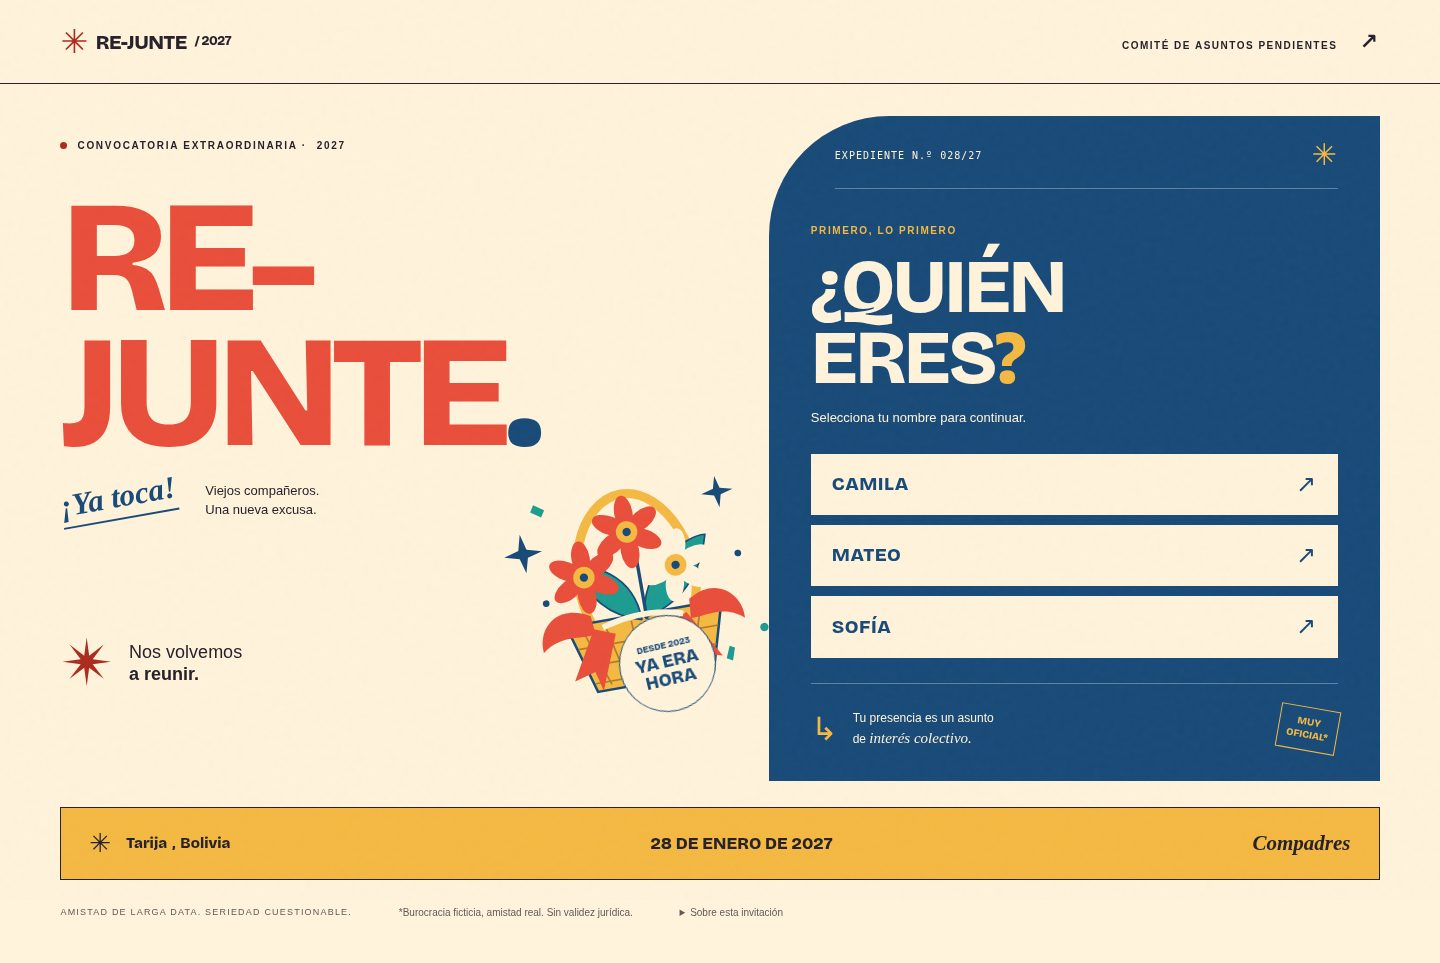 RE-JUNTE /2027
COMITÉ DE ASUNTOS PENDIENTES ↗
CONVOCATORIA EXTRAORDINARIA · 2027
RE-
JUNTE.
¡Ya toca!
Viejos compañeros.
Una nueva excusa.
DESDE 2023
YA ERA
HORA
Nos volvemos
a reunir.
EXPEDIENTE N.º 028/27
PRIMERO, LO PRIMERO
¿QUIÉN
ERES?
Selecciona tu nombre para continuar.
CAMILA ↗
MATEO ↗
SOFÍA ↗
↳ Tu presencia es un asunto
de interés colectivo.
MUY
OFICIAL*
Tarija , Bolivia
28 DE ENERO DE 2027
Compadres
AMISTAD DE LARGA DATA. SERIEDAD CUESTIONABLE.
*Burocracia ficticia, amistad real. Sin validez jurídica.
▸ Sobre esta invitación